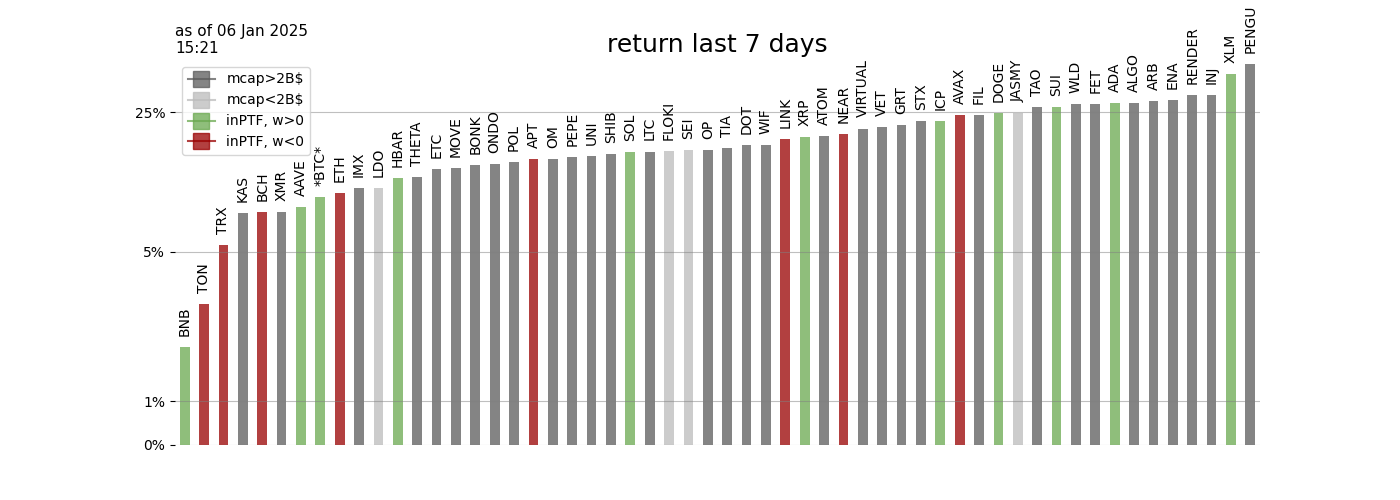 as of 06 Jan 2025
15:21
return last 7 days
mcap>2B$
mcap<2B$
inPTF, w>0
inPTF, w<0
25%
5%
1%
0%
BNB
TON
TRX
KAS
BCH
XMR
AAVE
*BTC*
ETH
IMX
LDO
HBAR
THETA
ETC
MOVE
BONK
ONDO
POL
APT
OM
PEPE
UNI
SHIB
SOL
LTC
FLOKI
SEI
OP
TIA
DOT
WIF
LINK
XRP
ATOM
NEAR
VIRTUAL
VET
GRT
STX
ICP
AVAX
FIL
DOGE
JASMY
TAO
SUI
WLD
FET
ADA
ALGO
ARB
ENA
RENDER
INJ
XLM
PENGU